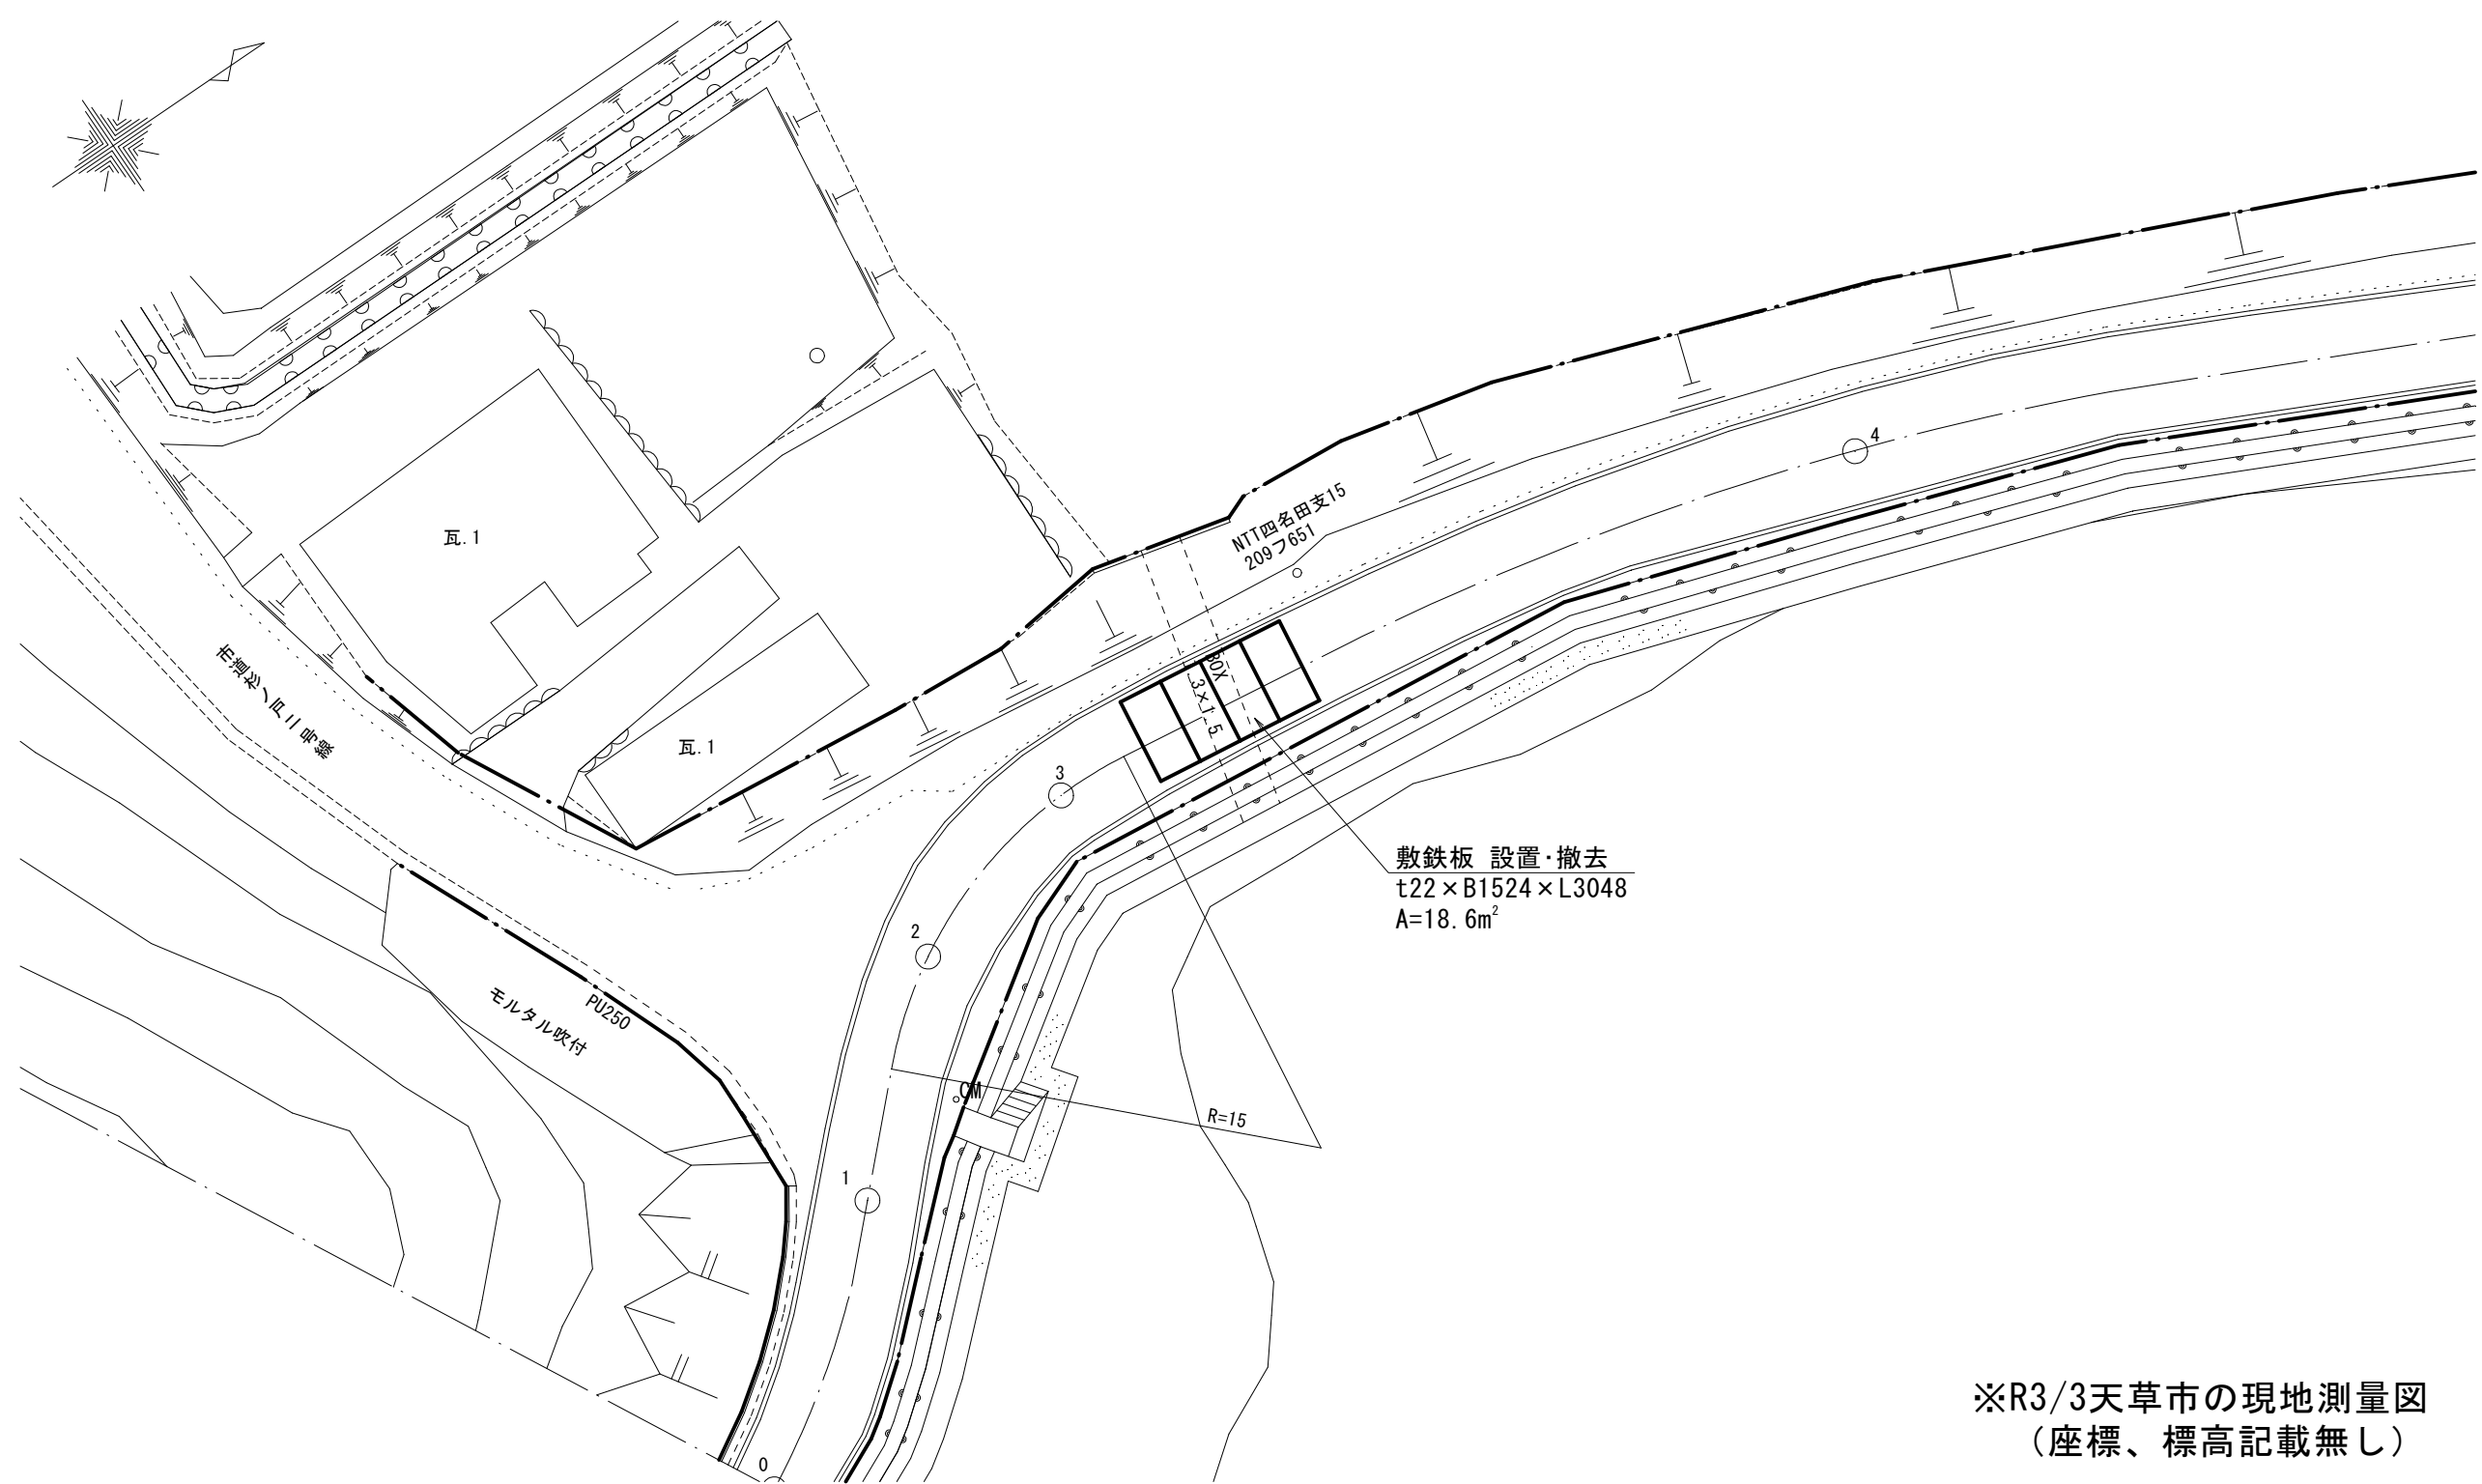 瓦.1
瓦.1
市道杉ノ戸二号線
NTT四名田支15
209フ651
BOX
3×1.5
4
3
2
1
0
敷鉄板 設置・撤去
t22×B1524×L3048
A=18.6m²
モルタル吹付
PU250
CM
R=15
※R3/3天草市の現地測量図
（座標、標高記載無し）